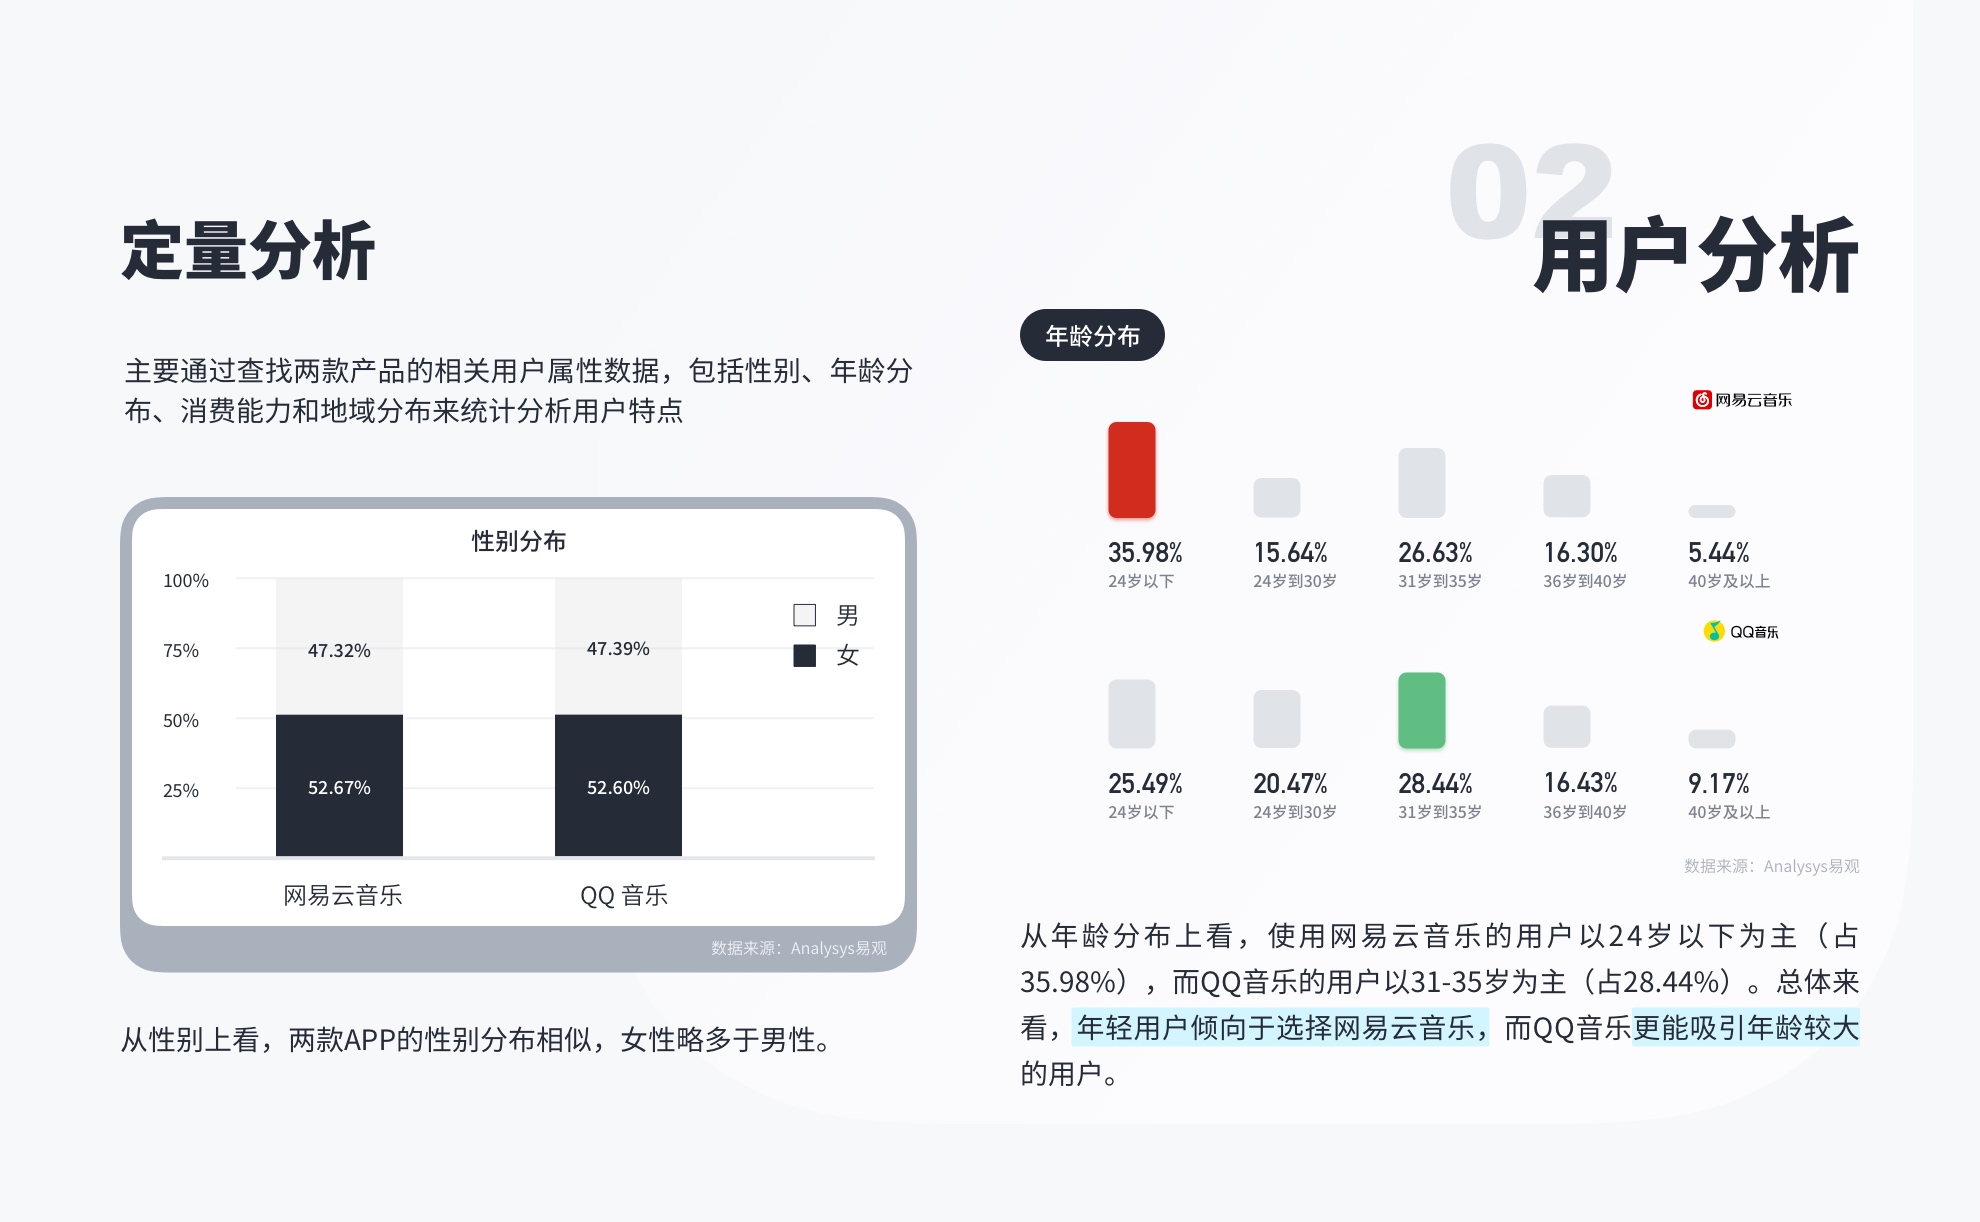 02
用户分析
定量分析
主要通过查找两款产品的相关用户属性数据，包括性别、年龄分
布、消费能力和地域分布来统计分析用户特点
性别分布
100%
75%
50%
25%
47.32%
47.39%
52.67%
52.60%
男
女
网易云音乐
QQ 音乐
数据来源：Analysys易观
从性别上看，两款APP的性别分布相似，女性略多于男性。
年龄分布
网易云音乐
35.98% 15.64% 26.63% 16.30% 5.44%
24岁以下 24岁到30岁 31岁到35岁 36岁到40岁 40岁及以上
QQ音乐
25.49% 20.47% 28.44% 16.43% 9.17%
24岁以下 24岁到30岁 31岁到35岁 36岁到40岁 40岁及以上
数据来源：Analysys易观
从年龄分布上看，使用网易云音乐的用户以24岁以下为主（占
35.98%），而QQ音乐的用户以31-35岁为主（占28.44%）。总体来
看，年轻用户倾向于选择网易云音乐，而QQ音乐更能吸引年龄较大
的用户。